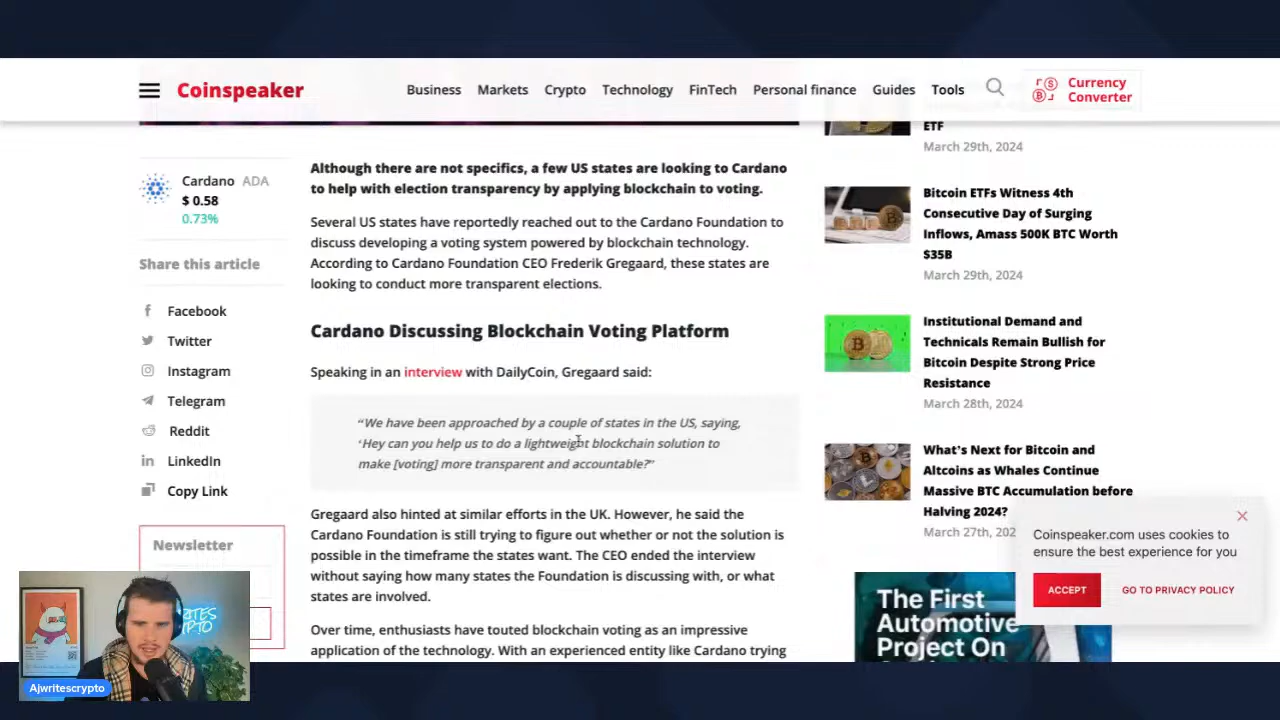 Coinspeaker
Business
Markets
Crypto
Technology
FinTech
Personal finance
Guides
Tools
Currency
Converter
Cardano ADA
$ 0.58
0.73%
Share this article
Facebook
Twitter
Instagram
Telegram
Reddit
LinkedIn
Copy Link
Newsletter
Although there are not specifics, a few US states are looking to Cardano
to help with election transparency by applying blockchain to voting.
Several US states have reportedly reached out to the Cardano Foundation to
discuss developing a voting system powered by blockchain technology.
According to Cardano Foundation CEO Frederik Gregaard, these states are
looking to conduct more transparent elections.
Cardano Discussing Blockchain Voting Platform
Speaking in an interview with DailyCoin, Gregaard said:
“We have been approached by a couple of states in the US, saying,
‘Hey can you help us to do a lightweight blockchain solution to
make [voting] more transparent and accountable?”
Gregaard also hinted at similar efforts in the UK. However, he said the
Cardano Foundation is still trying to figure out whether or not the solution is
possible in the timeframe the states want. The CEO ended the interview
without saying how many states the Foundation is discussing with, or what
states are involved.
Over time, enthusiasts have touted blockchain voting as an impressive
application of the technology. With an experienced entity like Cardano trying
ETF
March 29th, 2024
Bitcoin ETFs Witness 4th
Consecutive Day of Surging
Inflows, Amass 500K BTC Worth
$35B
March 29th, 2024
Institutional Demand and
Technicals Remain Bullish for
Bitcoin Despite Strong Price
Resistance
March 28th, 2024
What’s Next for Bitcoin and
Altcoins as Whales Continue
Massive BTC Accumulation before
Halving 2024?
March 27th, 202
Coinspeaker.com uses cookies to
ensure the best experience for you
ACCEPT
GO TO PRIVACY POLICY
The First
Automotive
Project On
Ajwritescrypto